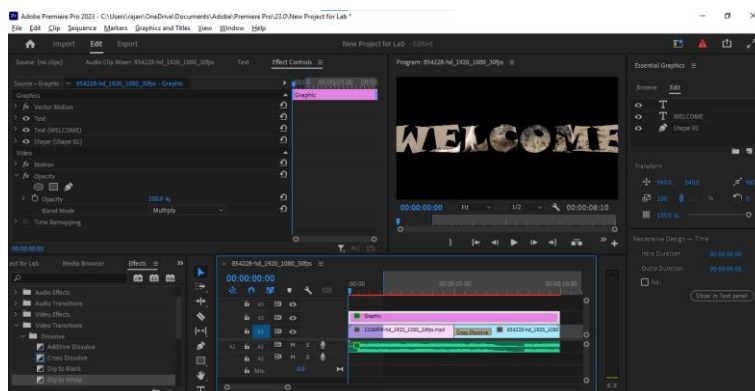 Adobe Premiere Pro 2023 - C:\Users\rajan\OneDrive\Documents\Adobe\Premiere Pro\23.0\New Project for Lab *
File Edit Clip Sequence Markers Graphics and Titles View Window Help
Import Edit Export
New Project for Lab - Edited
Source: (no clips) Audio Clip Mixer: 854228-hd_1920_1080_30fps Text Effect Controls
Program: 854228-hd_1920_1080_30fps
Essential Graphics
Source - Graphic 854228-hd_1920_1080_30fps - Graphic
Browse Edit
Graphics
Graphic
fx Vector Motion
Text
Text (WELCOME)
Shape (Shape 01)
Video
fx Motion
fx Opacity
Opacity 100.0 %
Blend Mode Multiply
Time Remapping
00:00:00:00
WELCOME
00:00:00:00 Fit 1/2 00:00:08:10
T
T WELCOME
Shape 01
Transform
960.0 , 540.0
100 % 0
100.0 %
Responsive Design — Time
Intro Duration 00:00:00:00
Outro Duration 00:00:00:00
Roll
Show in Text panel
ect for Lab Media Browser Effects
Audio Effects
Audio Transitions
Video Effects
Video Transitions
Dissolve
Additive Dissolve
Cross Dissolve
Dip to Black
Dip to White
854228-hd_1920_1080_30fps
00:00:00:00
:00:00 00:00:05:00 00:00:10:00
V3
V2 Graphic
V1 Cross Dissolve 854228-hd_1920_1080
A1 A1 M S
A2 M S
Mix 0.0